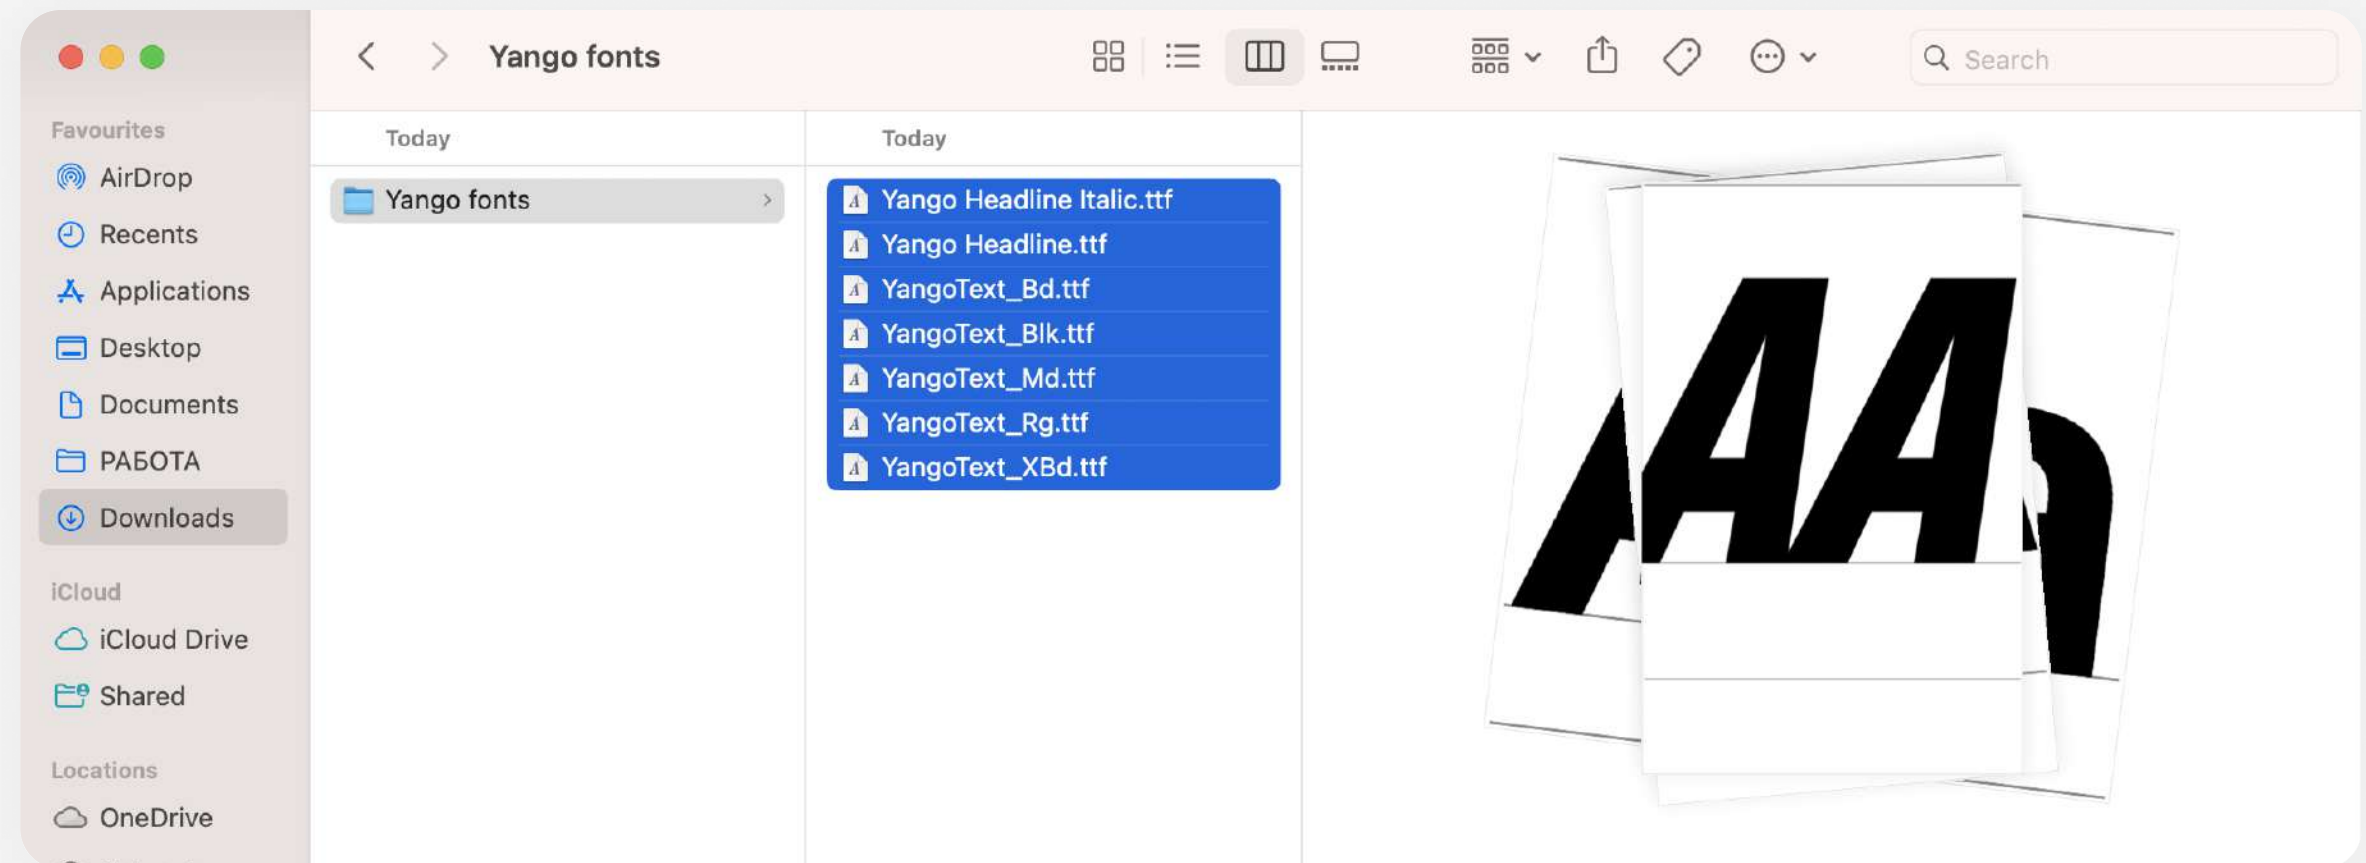 Yango fonts
Search
Favourites
AirDrop
Recents
Applications
Desktop
Documents
РАБОТА
Downloads
iCloud
iCloud Drive
Shared
Locations
OneDrive
Today
Yango fonts
Today
Yango Headline Italic.ttf
Yango Headline.ttf
YangoText_Bd.ttf
YangoText_Blk.ttf
YangoText_Md.ttf
YangoText_Rg.ttf
YangoText_XBd.ttf
AA